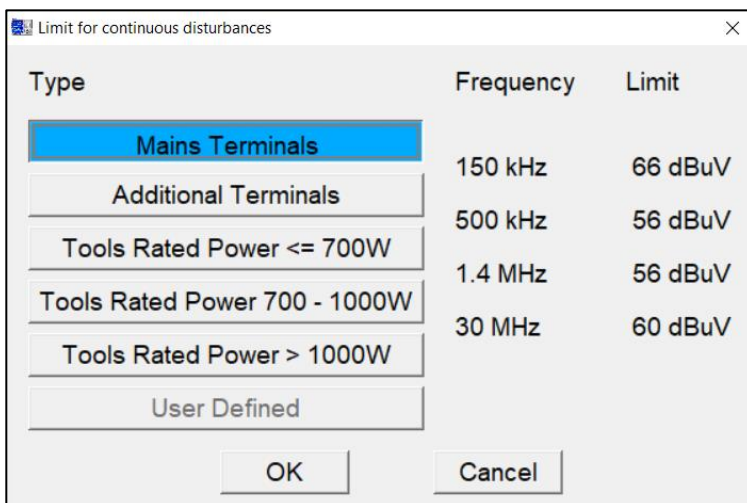 Limit for continuous disturbances
Type Frequency Limit
Mains Terminals
150 kHz 66 dBuV
Additional Terminals
500 kHz 56 dBuV
Tools Rated Power <= 700W
1.4 MHz 56 dBuV
Tools Rated Power 700 - 1000W
30 MHz 60 dBuV
Tools Rated Power > 1000W
User Defined
OK Cancel